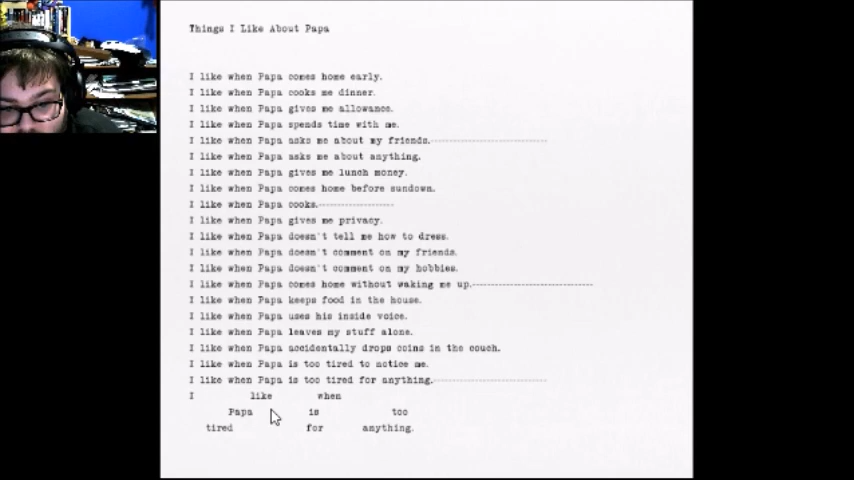 Things I Like About Papa
I like when Papa comes home early.
I like when Papa cooks me dinner.
I like when Papa gives me allowance.
I like when Papa spends time with me.
I like when Papa asks me about my friends.--------------------------
I like when Papa asks me about anything.
I like when Papa gives me lunch money.
I like when Papa comes home before sundown.
I like when Papa cooks.-----------------
I like when Papa gives me privacy.
I like when Papa doesn't tell me how to dress.
I like when Papa doesn't comment on my friends.
I like when Papa doesn't comment on my hobbies.
I like when Papa comes home without waking me up.---------------------------
I like when Papa keeps food in the house.
I like when Papa uses his inside voice.
I like when Papa leaves my stuff alone.
I like when Papa accidentally drops coins in the couch.
I like when Papa is too tired to notice me.
I like when Papa is too tired for anything.-------------------------
I like when
Papa is too
tired for anything.